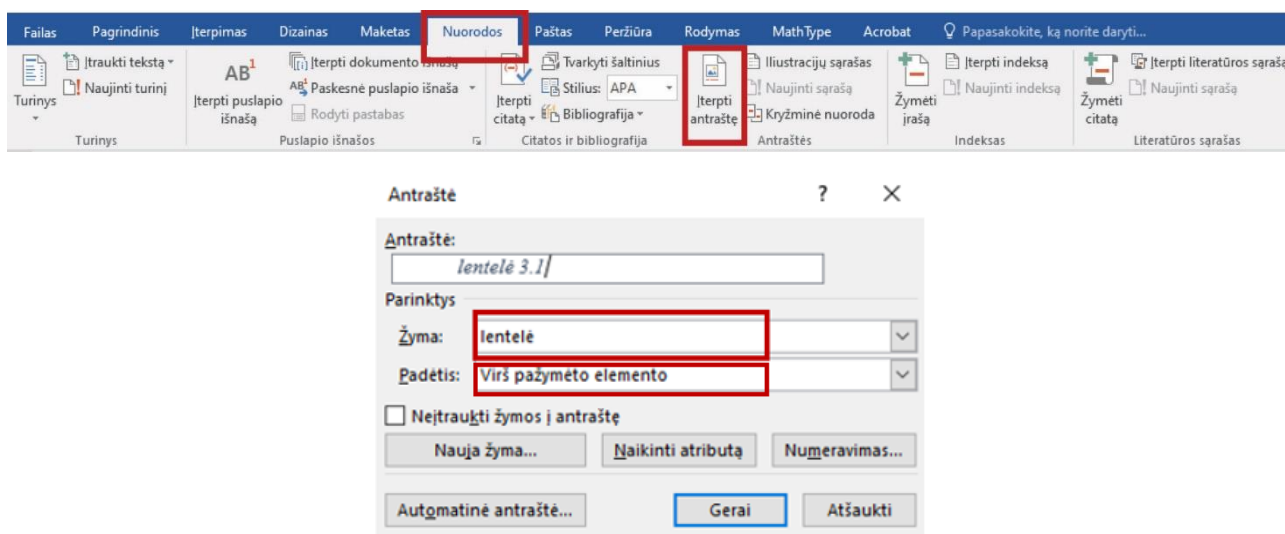 Failas Pagrindinis Įterpimas Dizainas Maketas Nuorodos Paštas Peržiūra Rodymas MathType Acrobat Papasakokite, ką norite daryti...
Turinys
Įtraukti tekstą
Naujinti turinį
Turinys
AB1
Įterpti puslapio išnašą
Įterpti dokumento išnašą
AB1 Paskesnė puslapio išnaša
Rodyti pastabas
Puslapio išnašos
Įterpti citatą
Tvarkyti šaltinius
Stilius: APA
Bibliografija
Citatos ir bibliografija
Įterpti antraštę
Iliustracijų sąrašas
Naujinti sąrašą
Kryžminė nuoroda
Antraštės
Žymėti įrašą
Įterpti indeksą
Naujinti indeksą
Indeksas
Žymėti citatą
Įterpti literatūros sąraša
Naujinti sąrašą
Literatūros sąrašas
Antraštė ?
Antraštė:
lentelė 3.1
Parinktys
Žyma: lentelė
Padėtis: Virš pažymėto elemento
Neįtraukti žymos į antraštę
Nauja žyma... Naikinti atributą Numeravimas...
Automatinė antraštė... Gerai Atšaukti